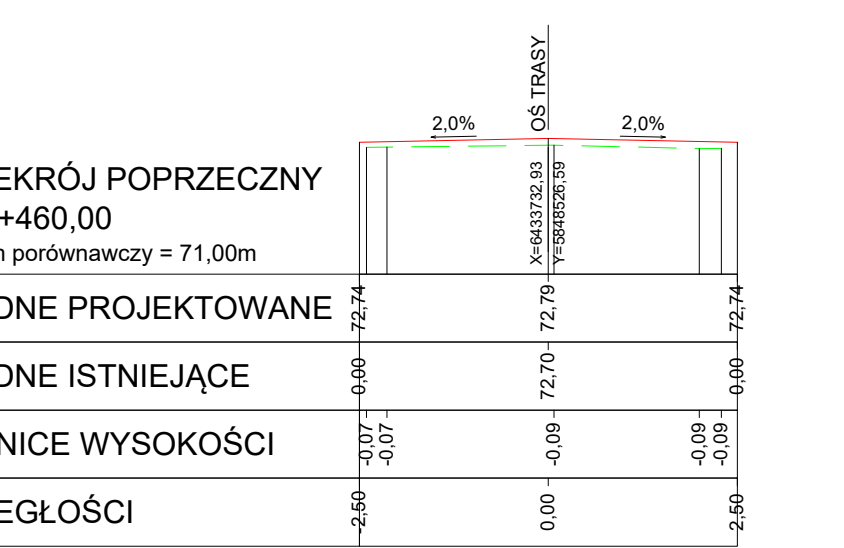 OŚ TRASY
2,0% 2,0%
X=6433732,93
Y=5848526,59
EKRÓJ POPRZECZNY
+460,00
m porównawczy = 71,00m
DNE PROJEKTOWANE 72,74 72,79 72,74
DNE ISTNIEJĄCE 0,00 72,70 0,00
NICE WYSOKOŚCI -0,07 -0,07 -0,09 -0,09 -0,09
EGŁOŚCI -2,50 0,00 2,50